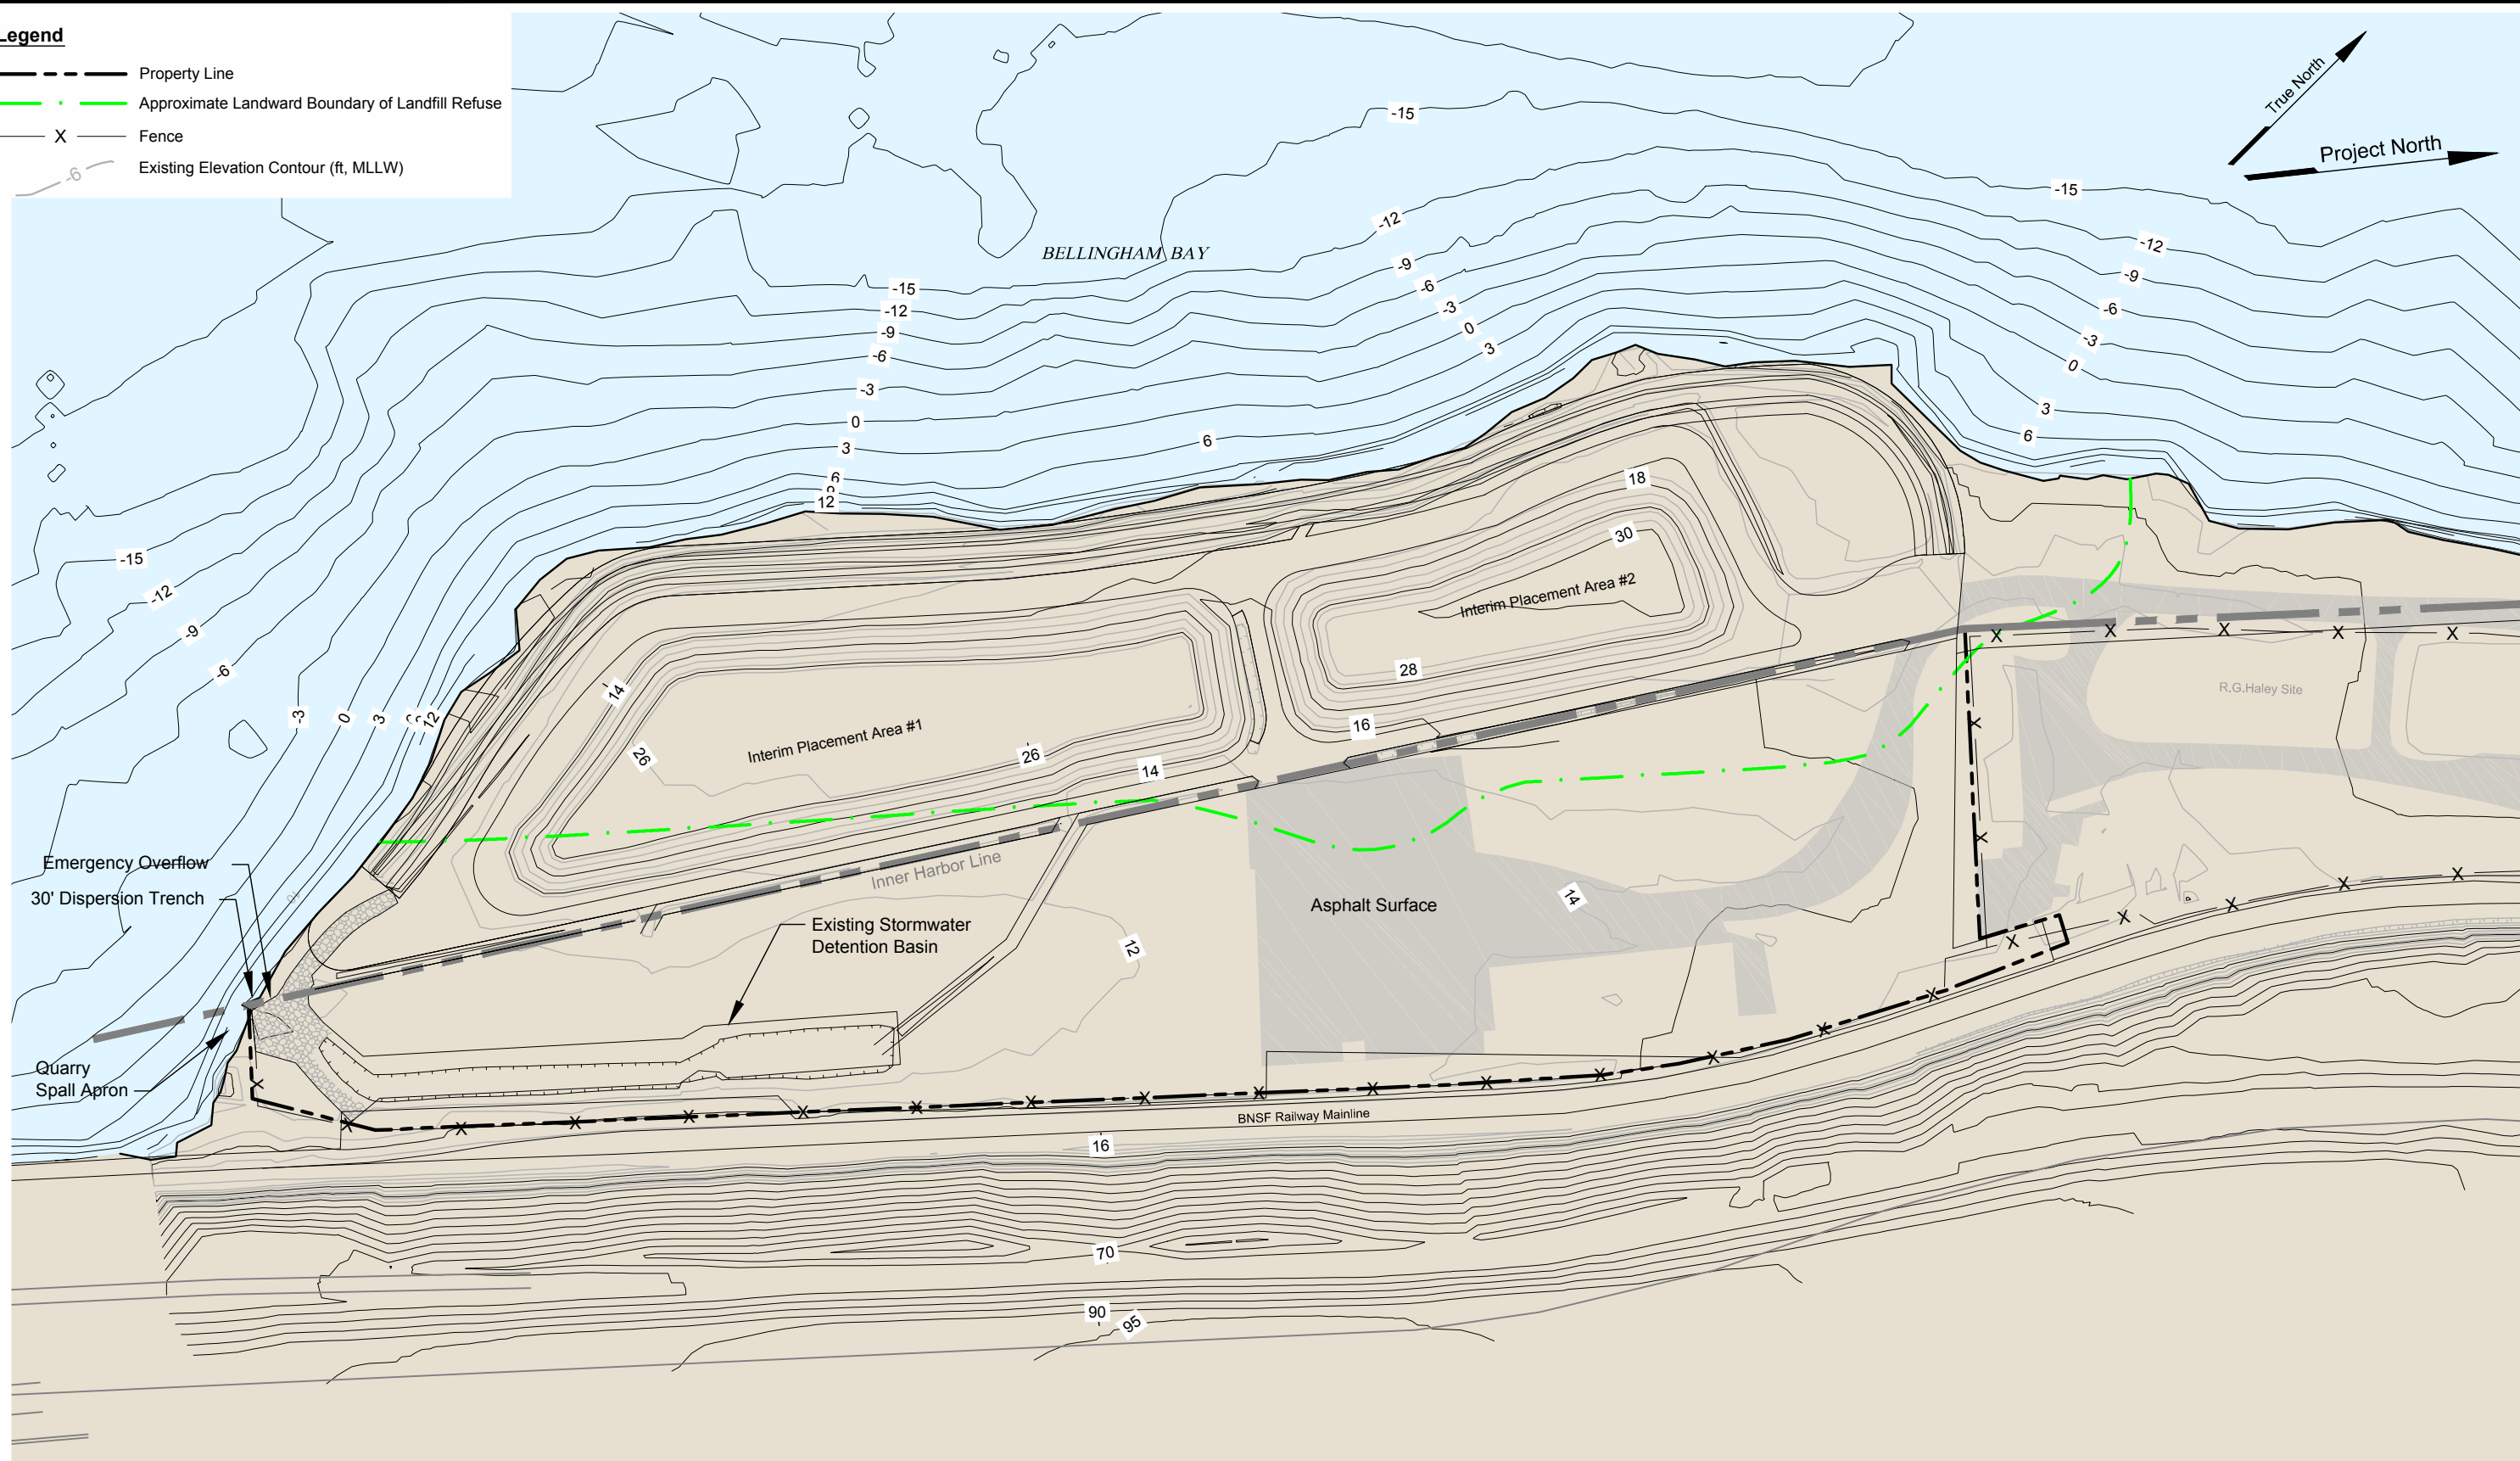 Legend
Property Line
Approximate Landward Boundary of Landfill Refuse
X Fence
-6 Existing Elevation Contour (ft, MLLW)
True North
Project North
BELLINGHAM BAY
-15
-15
-12
-12
-9
-9
-6
-6
-3
-3
0
0
3
3
6
6
-15
-12
-9
-6
-3
0
3
6
12
18
30
Interim Placement Area #2
28
16
-15
-12
-9
-6
-3
0
3
12
14
26
Interim Placement Area #1
26
14
R.G.Haley Site
Inner Harbor Line
Emergency Overflow
30' Dispersion Trench
Existing Stormwater
Detention Basin
12
Asphalt Surface
14
Quarry
Spall Apron
BNSF Railway Mainline
16
70
90
95
X X X X X
X
X
X X X X X
X X X X X X X X X X X X X X X
X